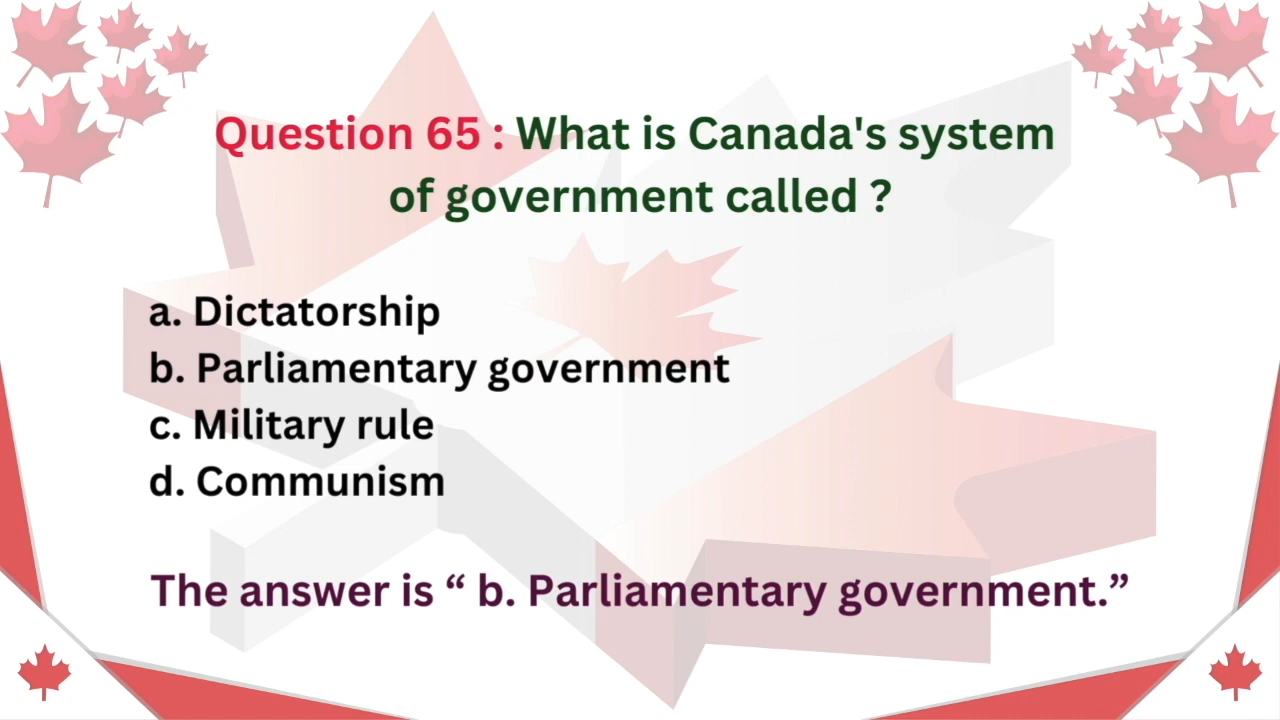 Question 65 : What is Canada's system
of government called ?
a. Dictatorship
b. Parliamentary government
c. Military rule
d. Communism
The answer is “ b. Parliamentary government.”